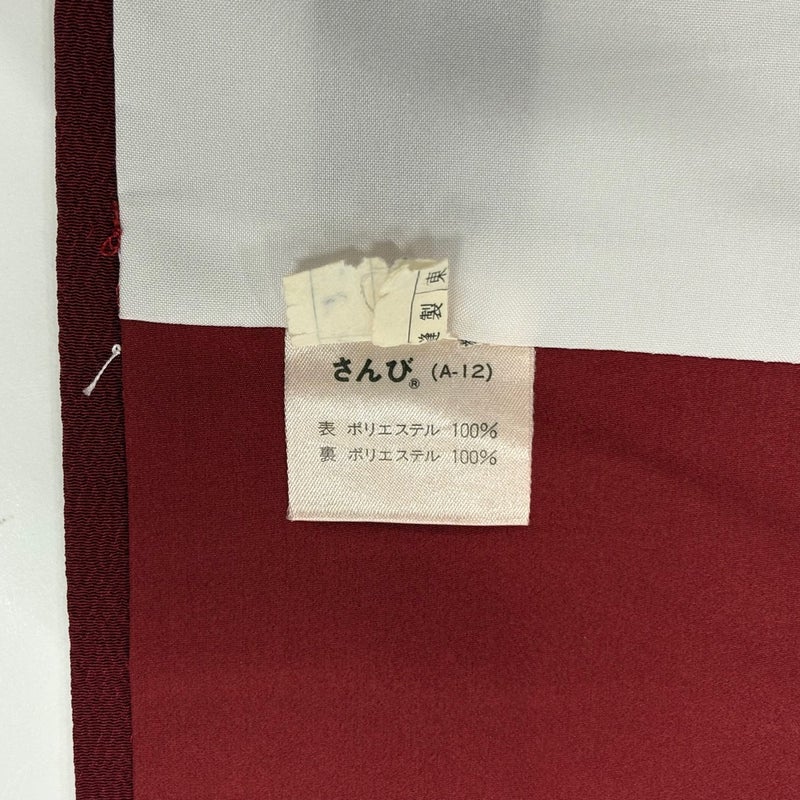 東
縫製
さんび® (A-12)
表 ポリエステル 100%
裏 ポリエステル 100%